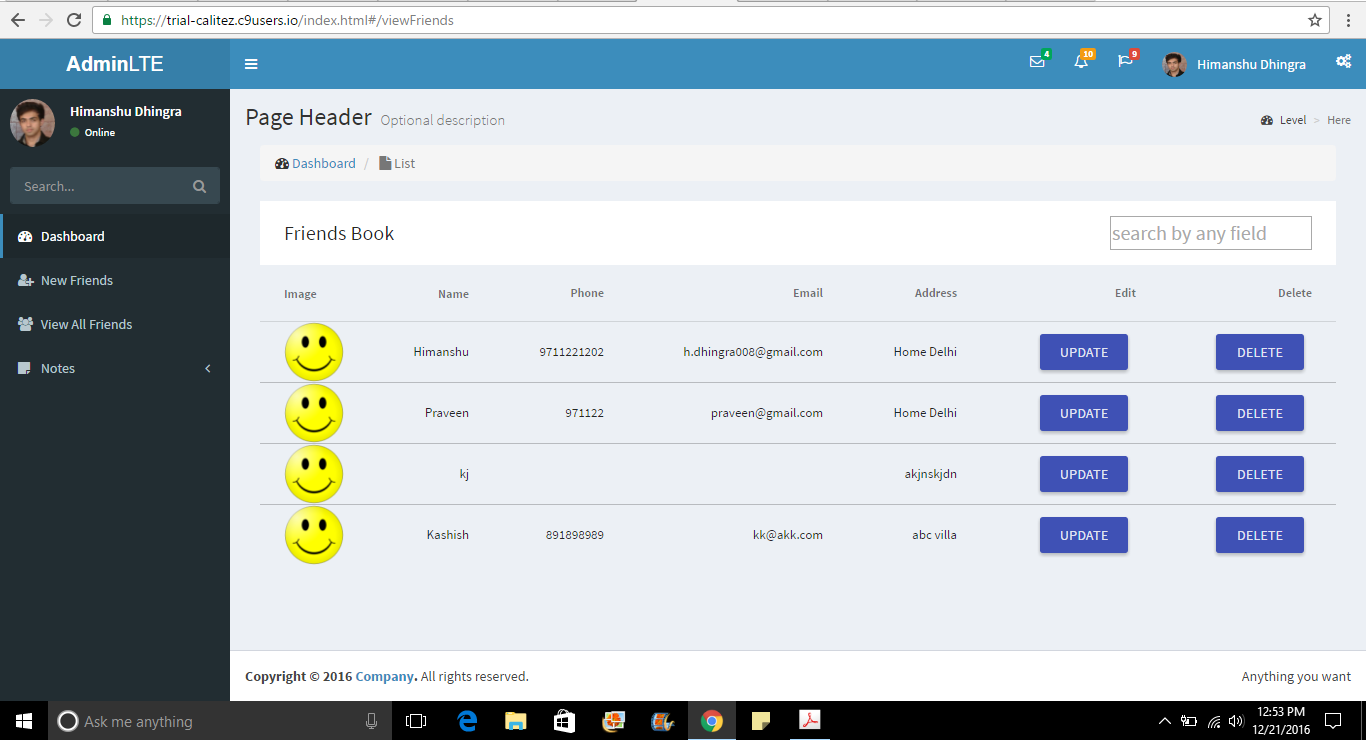 https://trial-calitez.c9users.io/index.html#/viewFriends
AdminLTE
4
10
9
Himanshu Dhingra
Himanshu Dhingra
Online
Search...
Dashboard
New Friends
View All Friends
Notes
Page Header Optional description
Level > Here
Dashboard / List
Friends Book
search by any field
Image Name Phone Email Address Edit Delete
Himanshu 9711221202 h.dhingra008@gmail.com Home Delhi UPDATE DELETE
Praveen 971122 praveen@gmail.com Home Delhi UPDATE DELETE
kj akjnskjdn UPDATE DELETE
Kashish 891898989 kk@akk.com abc villa UPDATE DELETE
Copyright © 2016 Company. All rights reserved.
Anything you want
Ask me anything
12:53 PM
12/21/2016